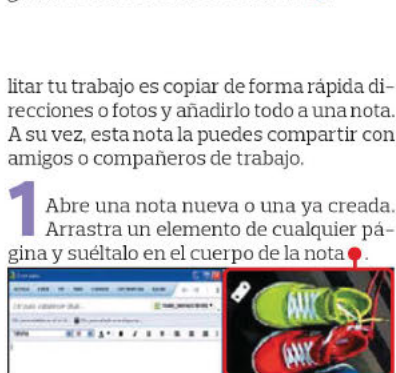 litar tu trabajo es copiar de forma rápida di-
recciones o fotos y añadirlo todo a una nota.
A su vez, esta nota la puedes compartir con
amigos o compañeros de trabajo.
1 Abre una nota nueva o una ya creada.
Arrastra un elemento de cualquier pá-
gina y suéltalo en el cuerpo de la nota.